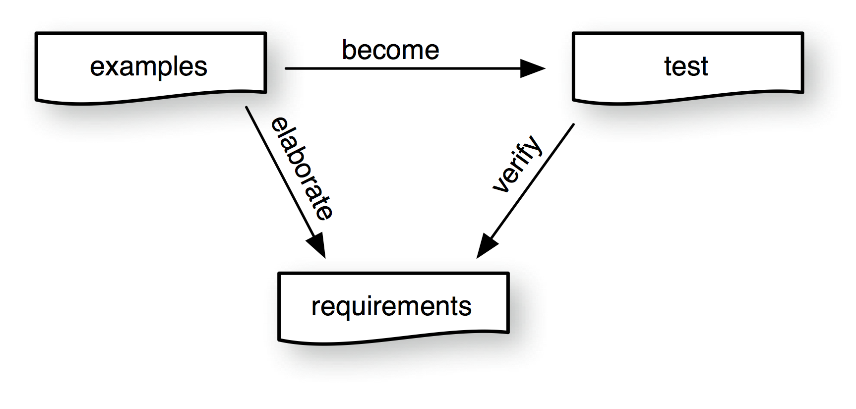 examples
become
test
elaborate
verify
requirements